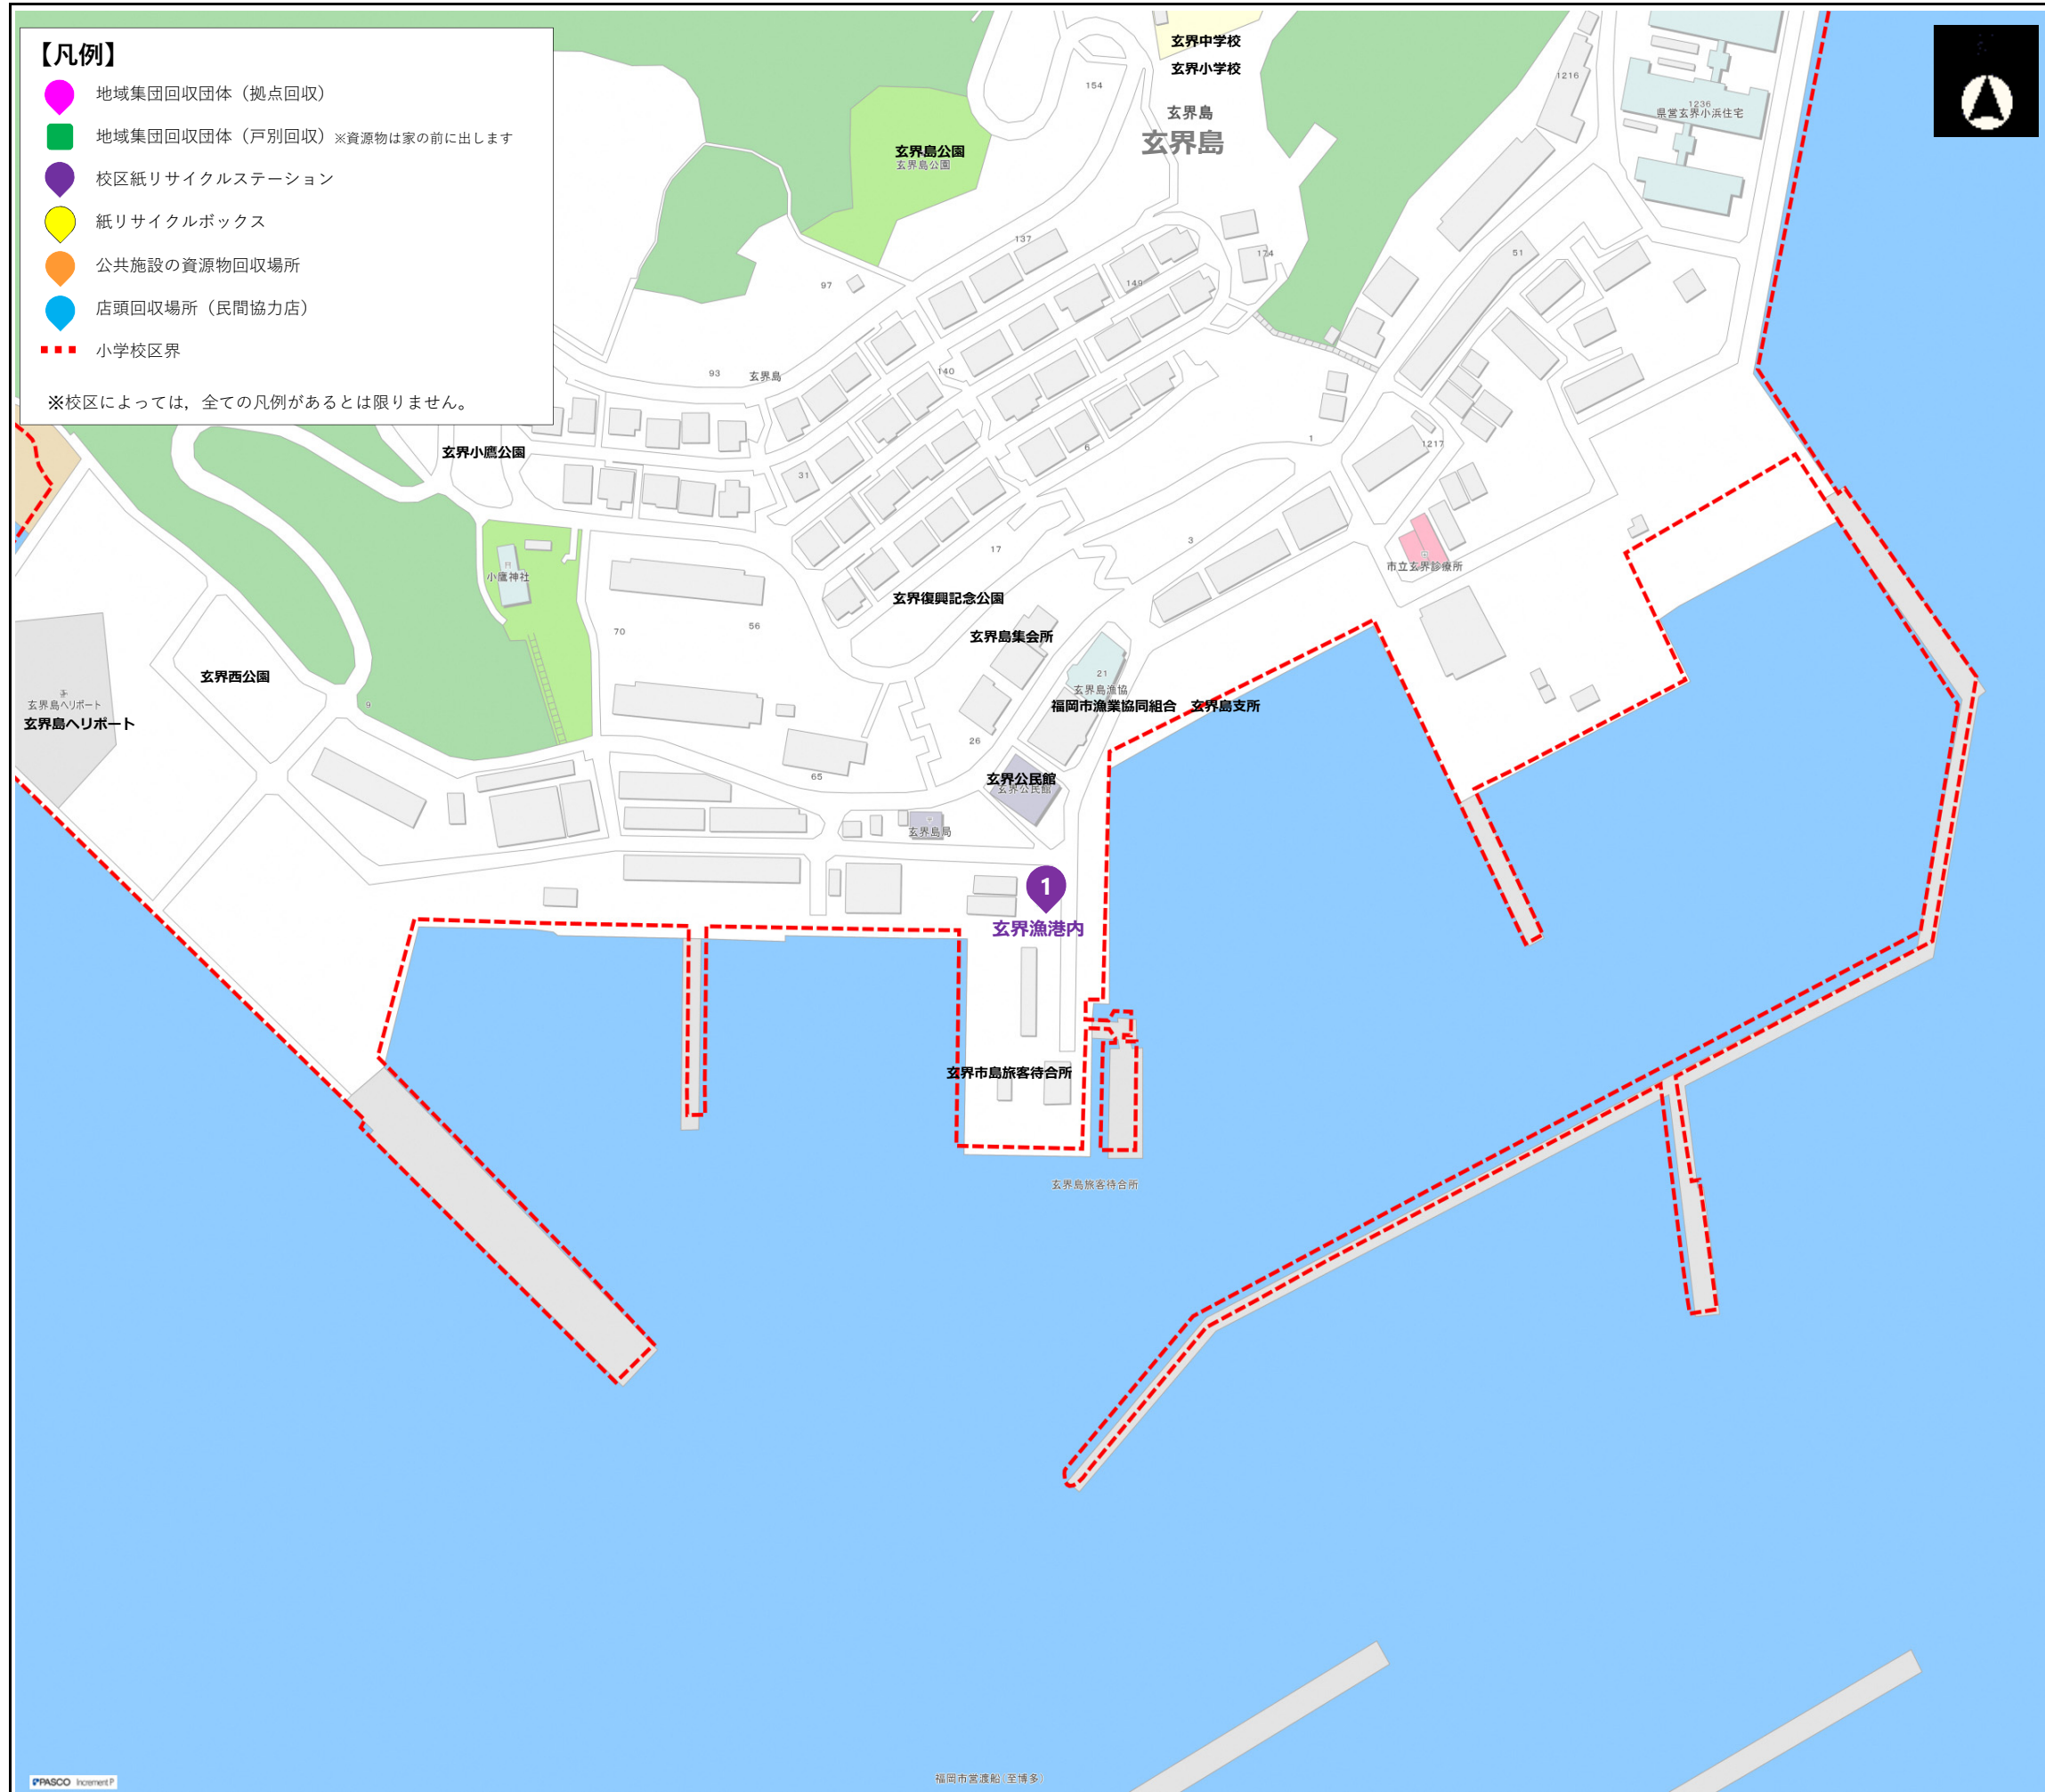 【凡例】
地域集団回収団体（拠点回収）
地域集団回収団体（戸別回収）※資源物は家の前に出します
校区紙リサイクルステーション
紙リサイクルボックス
公共施設の資源物回収場所
店頭回収場所（民間協力店）
小学校区界
※校区によっては，全ての凡例があるとは限りません。
玄界中学校
玄界小学校
154
玄界島
玄界島
1216
1236
県営玄界小浜住宅
玄界島公園
玄界島公園
137
174
51
97
149
93
玄界島
140
玄界小鷹公園
1
1217
6
31
17
3
小鷹神社
市立玄界診療所
玄界復興記念公園
70
56
玄界島集会所
玄界西公園
21
玄界島漁協
玄界島ヘリポート
9
福岡市漁業協同組合　玄界島支所
玄界島ヘリポート
26
65
玄界公民館
玄界公民館
玄界島局
1
玄界漁港内
玄界市島旅客待合所
玄界島旅客待合所
福岡市営渡船(至博多)
PASCO Increment P